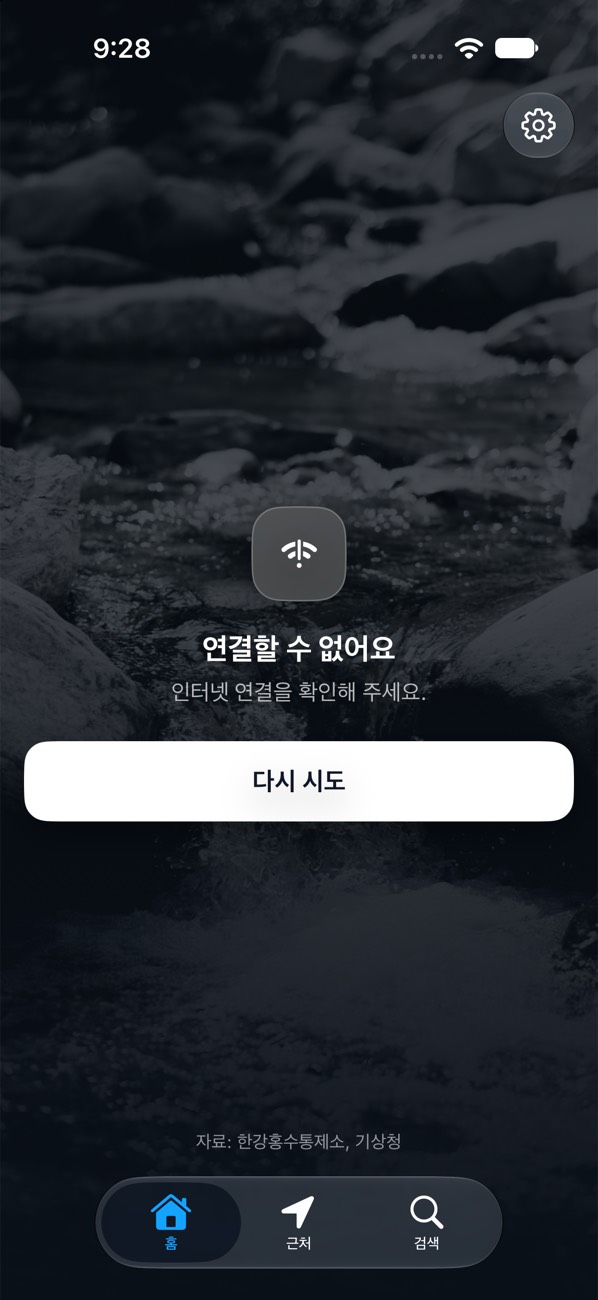 9:28
연결할 수 없어요
인터넷 연결을 확인해 주세요.
다시 시도
자료: 한강홍수통제소, 기상청
홈
근처
검색